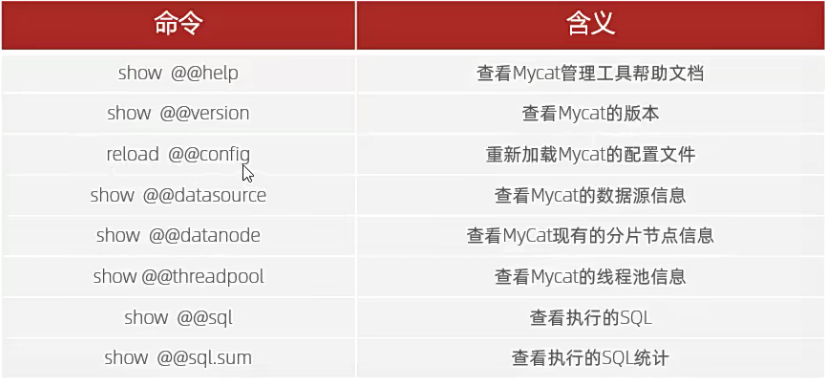 命令 含义
show @@help 查看Mycat管理工具帮助文档
show @@version 查看Mycat的版本
reload @@config 重新加载Mycat的配置文件
show @@datasource 查看Mycat的数据源信息
show @@datanode 查看MyCat现有的分片节点信息
show @@threadpool 查看Mycat的线程池信息
show @@sql 查看执行的SQL
show @@sql.sum 查看执行的SQL统计